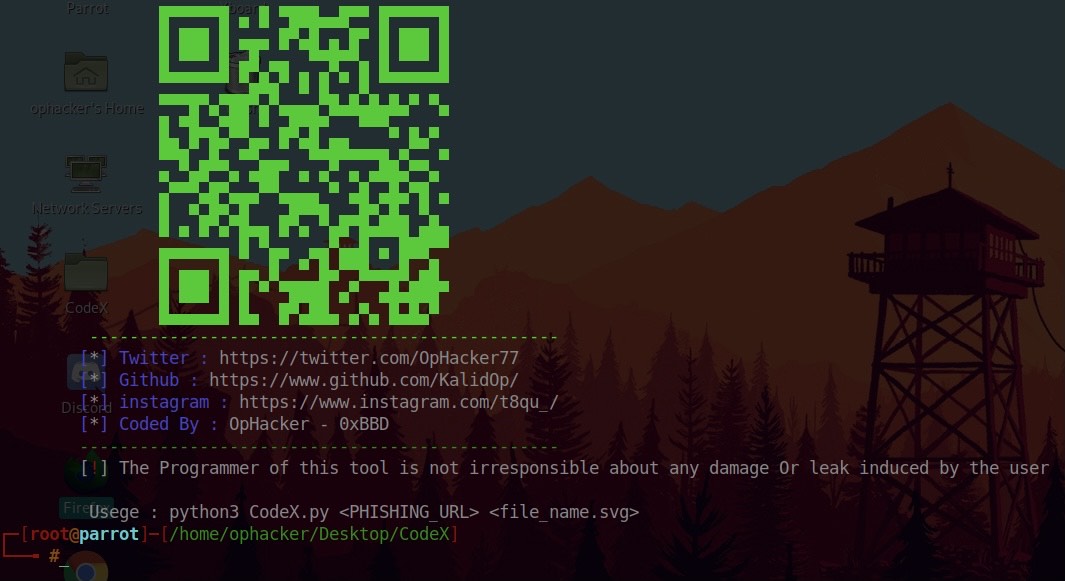 Parrot
ophacker's Home
Network Servers
CodeX
----------------------------------------------- 
[*] Twitter : https://twitter.com/OpHacker77
[*] Github : https://www.github.com/KalidOp/
[*] instagram : https://www.instagram.com/t8qu_/
Discord
[*] Coded By : OpHacker - 0xBBD
-----------------------------------------------
[!] The Programmer of this tool is not irresponsible about any damage Or leak induced by the user
Usege : python3 CodeX.py <PHISHING_URL> <file_name.svg>
┌─[root@parrot]─[/home/ophacker/Desktop/CodeX]
└──╼ #_